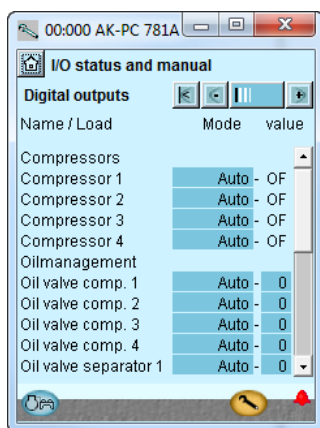 00:000 AK-PC 781A
I/O status and manual
Digital outputs
Name / Load Mode value
Compressors
Compressor 1 Auto - OF
Compressor 2 Auto - OF
Compressor 3 Auto - OF
Compressor 4 Auto - OF
Oilmanagement
Oil valve comp. 1 Auto - 0
Oil valve comp. 2 Auto - 0
Oil valve comp. 3 Auto - 0
Oil valve comp. 4 Auto - 0
Oil valve separator 1 Auto - 0